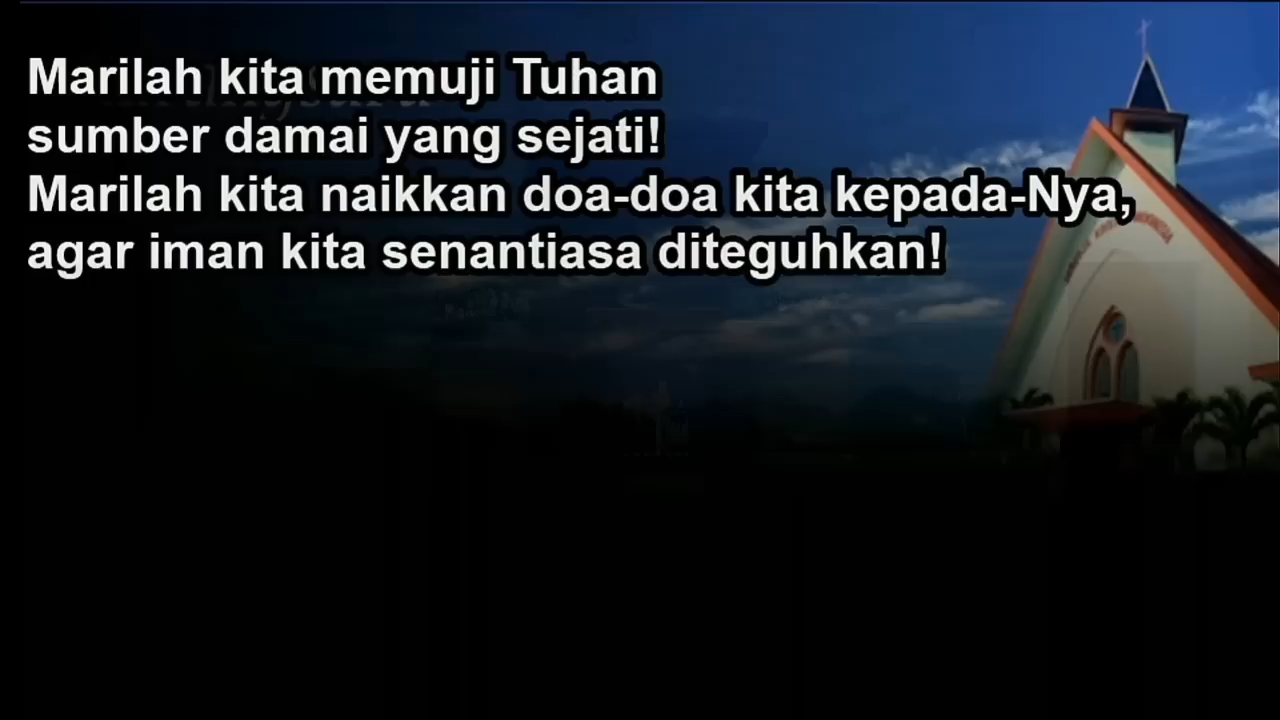 Marilah kita memuji Tuhan
sumber damai yang sejati!
Marilah kita naikkan doa-doa kita kepada-Nya,
agar iman kita senantiasa diteguhkan!